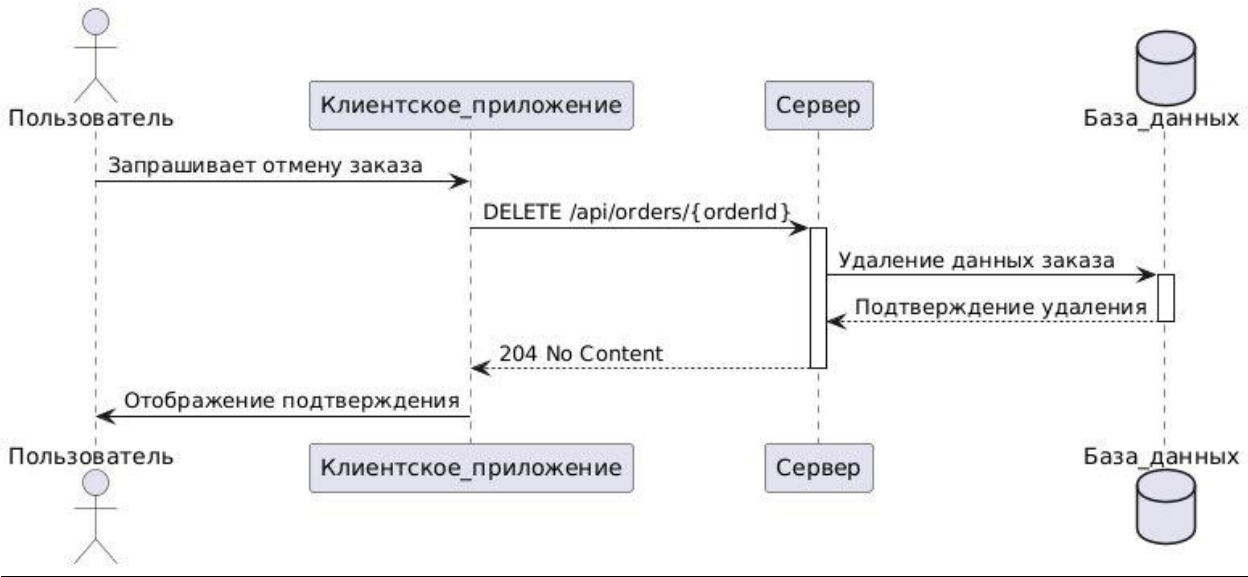 Пользователь
Клиентское_приложение
Сервер
База_данных
Запрашивает отмену заказа
DELETE /api/orders/{orderId}
Удаление данных заказа
Подтверждение удаления
204 No Content
Отображение подтверждения
Пользователь
Клиентское_приложение
Сервер
База_данных